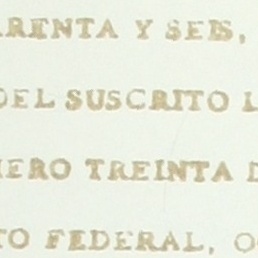 ARENTA Y SEIS,
DEL SUSCRITO L
MERO TREINTA D
TO FEDERAL, O